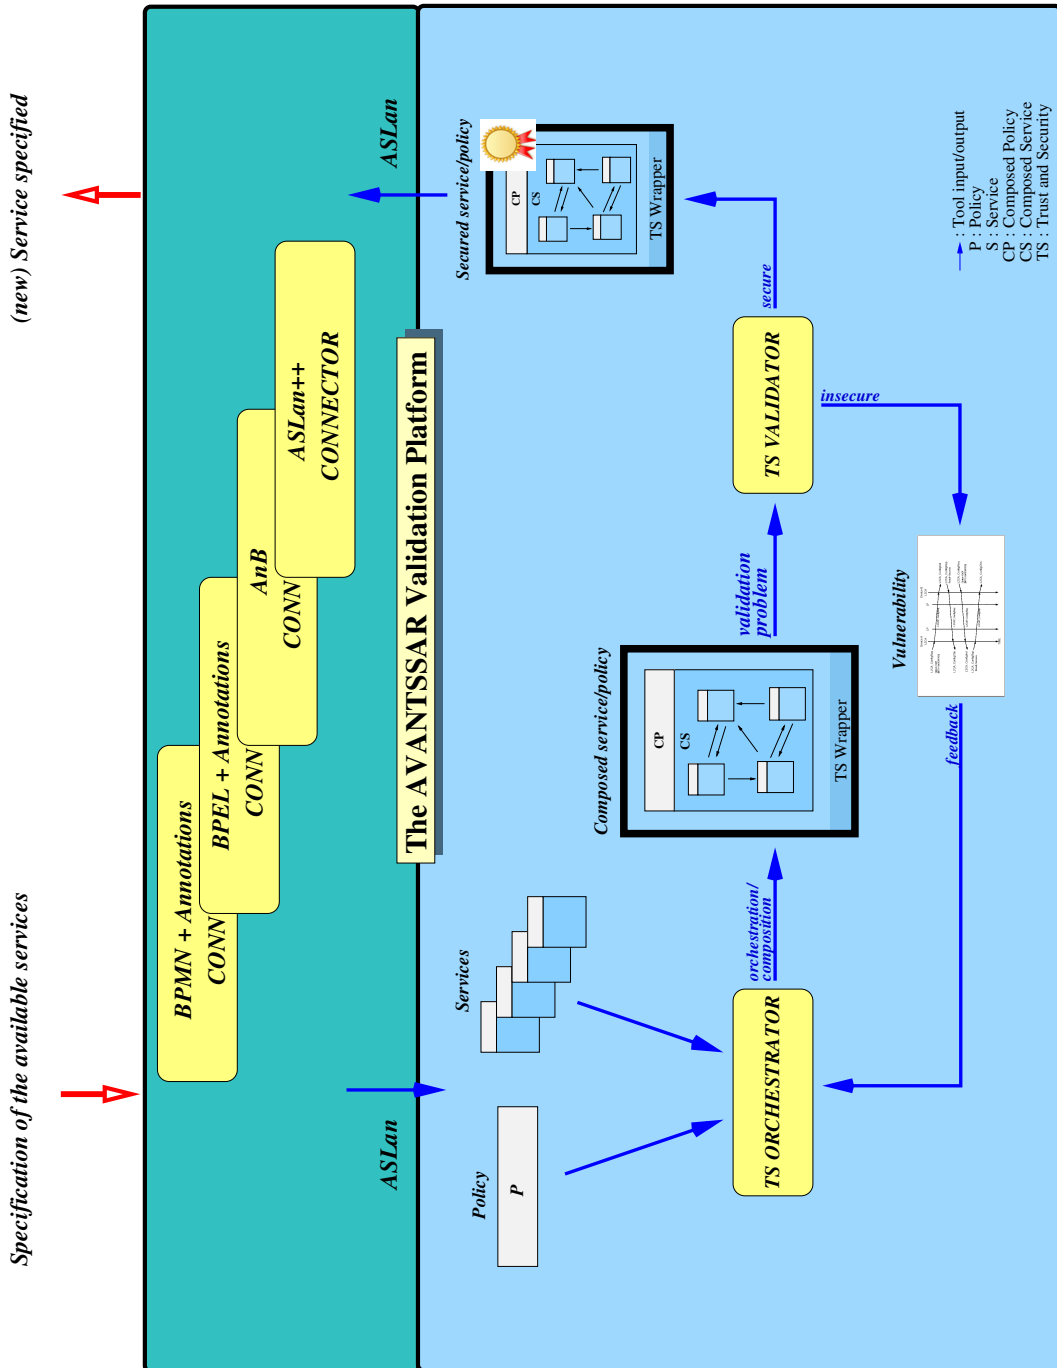 Specification of the available services
(new) Service specified
BPMN + Annotations
CONN
BPEL + Annotations
CONN
AnB
CONN
ASLan++
CONNECTOR
ASLan
ASLan
The AVANTSSAR Validation Platform
Policy
P
Services
Secured service/policy
CP
CS
TS Wrapper
Composed service/policy
CP
CS
TS Wrapper
TS ORCHESTRATOR
orchestration/
composition
validation
problem
TS VALIDATOR
secure
insecure
Vulnerability
feedback
: Tool input/output
P : Policy
S : Service
CP : Composed Policy
CS : Composed Service
TS : Trust and Security